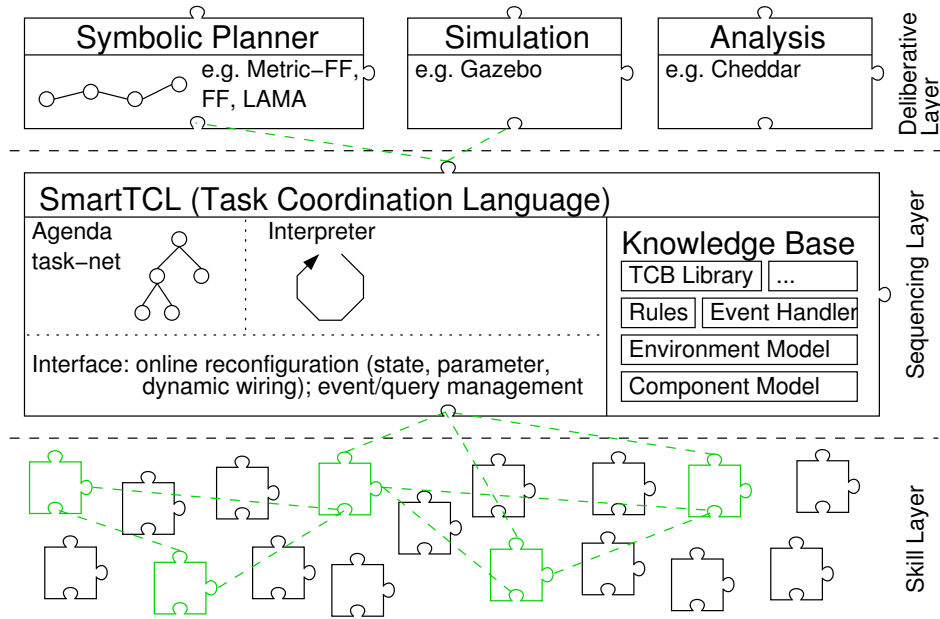 Symbolic Planner
e.g. Metric-FF,
FF, LAMA
Simulation
e.g. Gazebo
Analysis
e.g. Cheddar
Deliberative
Layer
SmartTCL (Task Coordination Language)
Agenda
task-net
Interpreter
Interface: online reconfiguration (state, parameter,
dynamic wiring); event/query management
Knowledge Base
TCB Library
...
Rules
Event Handler
Environment Model
Component Model
Sequencing Layer
Skill Layer